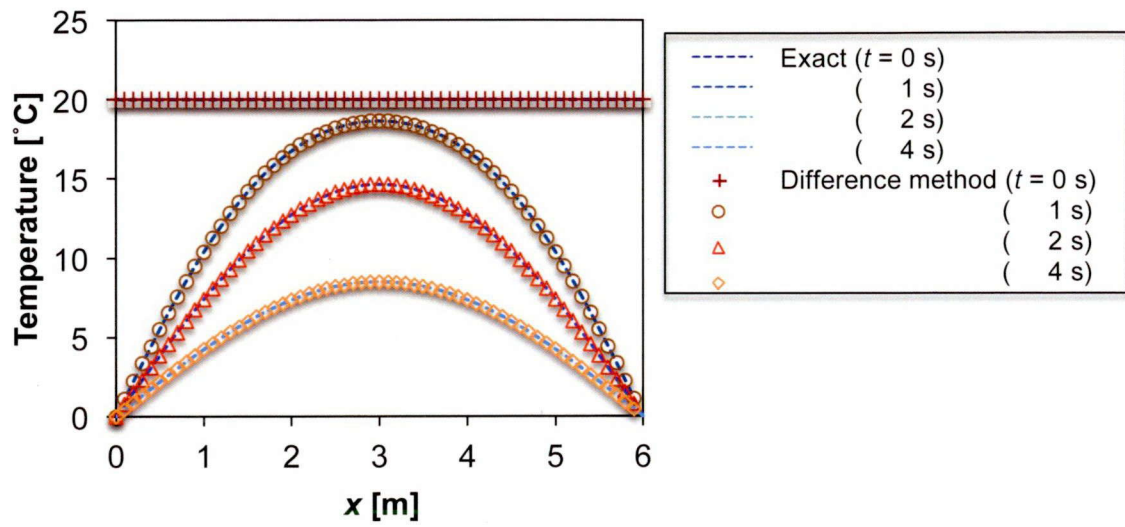 25
20
15
10
5
0
Temperature [˚C]
0 1 2 3 4 5 6
x [m]
Exact (t = 0 s)
( 1 s)
( 2 s)
( 4 s)
Difference method (t = 0 s)
( 1 s)
( 2 s)
( 4 s)